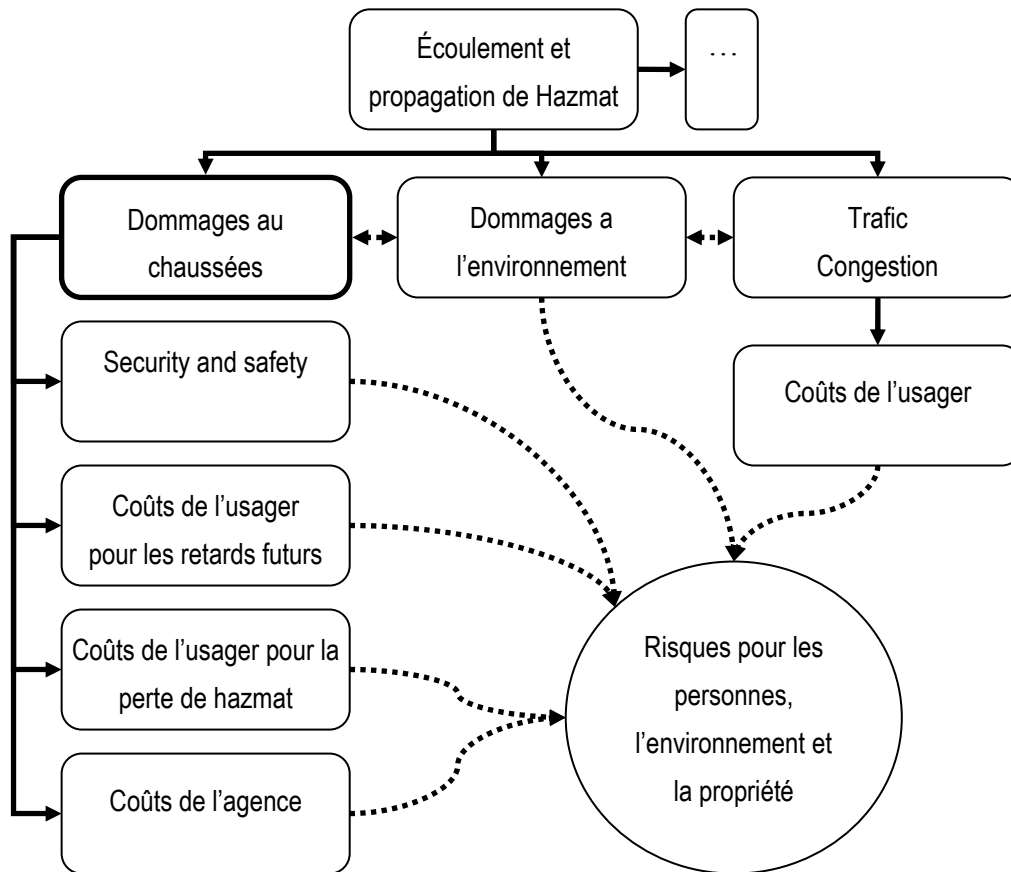 Écoulement et
propagation de Hazmat
...
Dommages au
chaussées
Dommages a
l’environnement
Trafic
Congestion
Security and safety
Coûts de l’usager
Coûts de l’usager
pour les retards futurs
Coûts de l’usager pour la
perte de hazmat
Coûts de l’agence
Risques pour les
personnes,
l’environnement et
la propriété